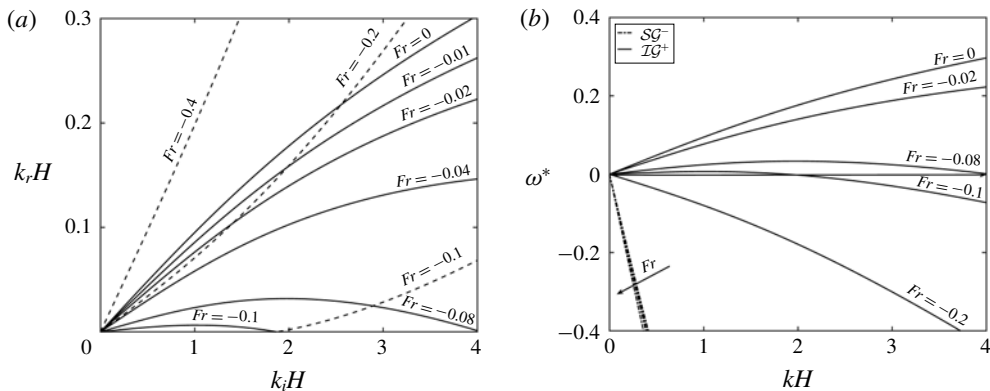 (a)
0.3
0.2
0.1
k_rH
0
1
2
3
4
k_iH
Fr = −0.4
Fr = −0.2
Fr = 0
Fr = −0.01
Fr = −0.02
Fr = −0.04
Fr = −0.1
Fr = −0.1
Fr = −0.08
(b)
0.4
0.2
0
−0.2
−0.4
ω*
0
1
2
3
4
kH
SG⁻
IG⁺
Fr = 0
Fr = −0.02
Fr = −0.08
Fr = −0.1
Fr = −0.2
Fr